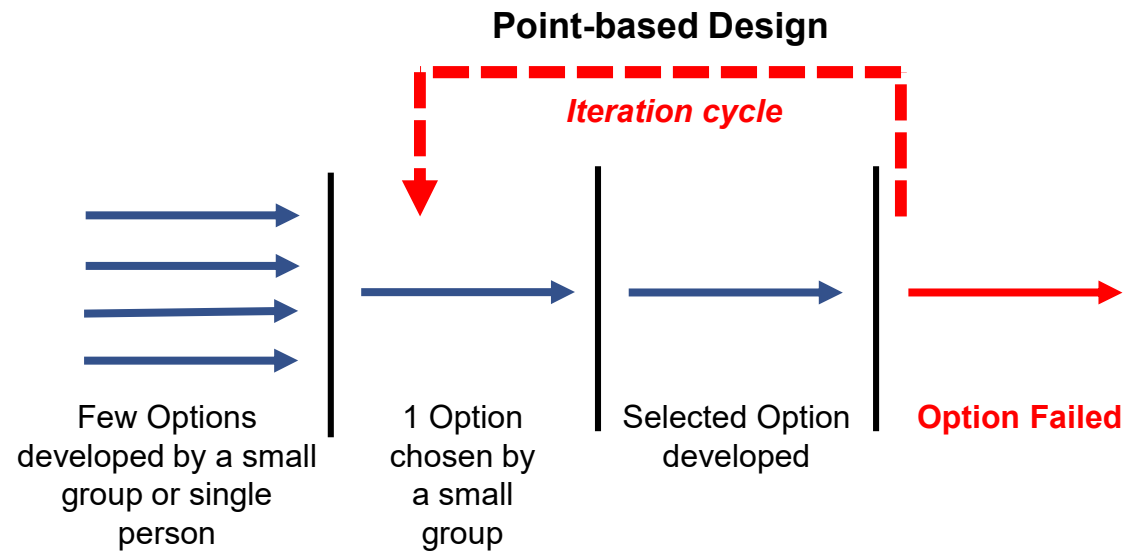 Point-based Design
Iteration cycle
Few Options
developed by a small
group or single
person
1 Option
chosen by
a small
group
Selected Option
developed
Option Failed